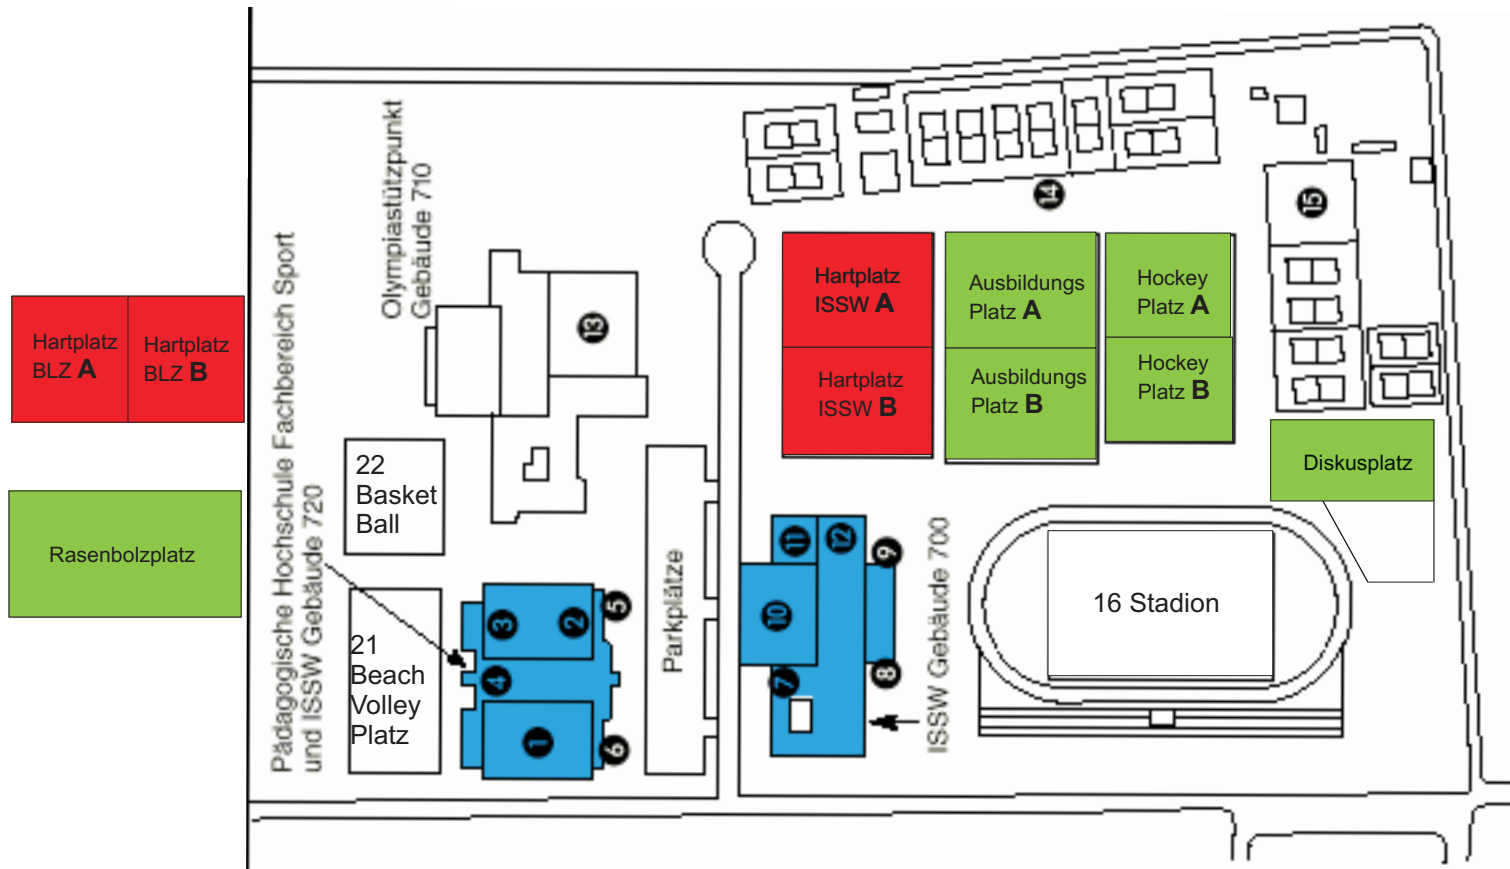 Olympiastützpunkt
Gebäude 710
Pädagogische Hochschule Fachbereich Sport
und ISSW Gebäude 720
Hartplatz
BLZ A
Hartplatz
BLZ B
Rasenbolzplatz
22
Basket
Ball
21
Beach
Volley
Platz
13
3
2
5
4
1
6
Parkplätze
14
15
Hartplatz
ISSW A
Hartplatz
ISSW B
Ausbildungs
Platz A
Ausbildungs
Platz B
Hockey
Platz A
Hockey
Platz B
Diskusplatz
11
12
9
10
7
8
ISSW Gebäude 700
16 Stadion